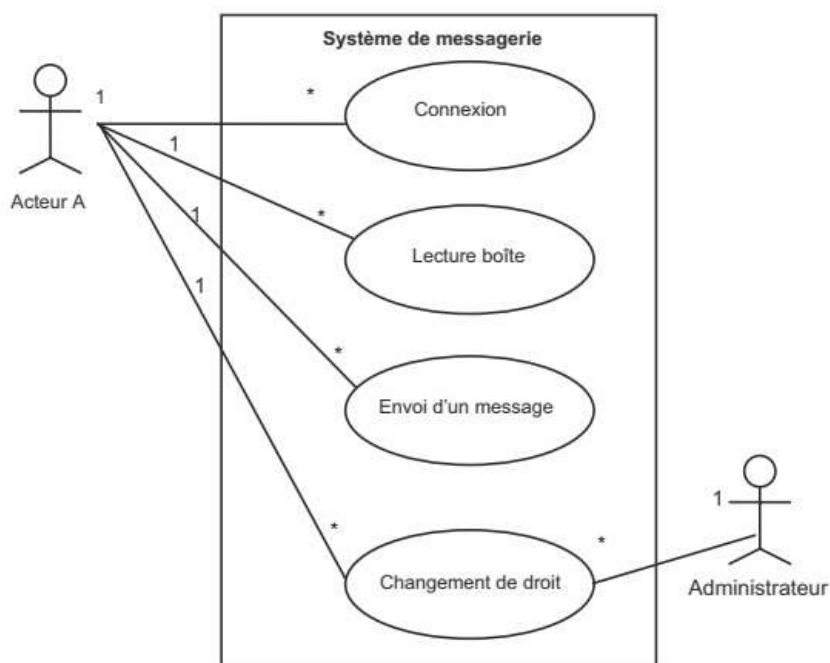 Système de messagerie
1
*
Connexion
Acteur A
1
*
Lecture boîte
1
1
*
Envoi d'un message
*
Changement de droit
*
1
Administrateur